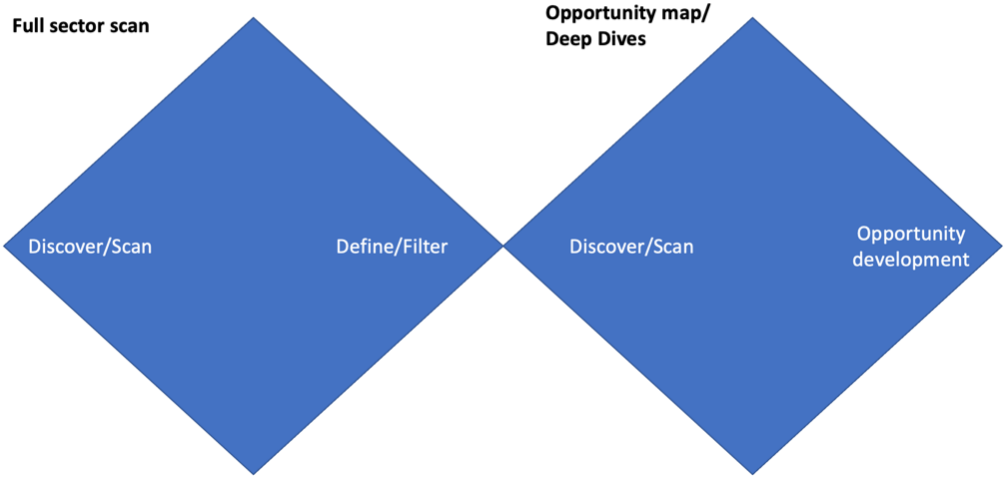 Full sector scan
Opportunity map/
Deep Dives
Discover/Scan
Define/Filter
Discover/Scan
Opportunity
development